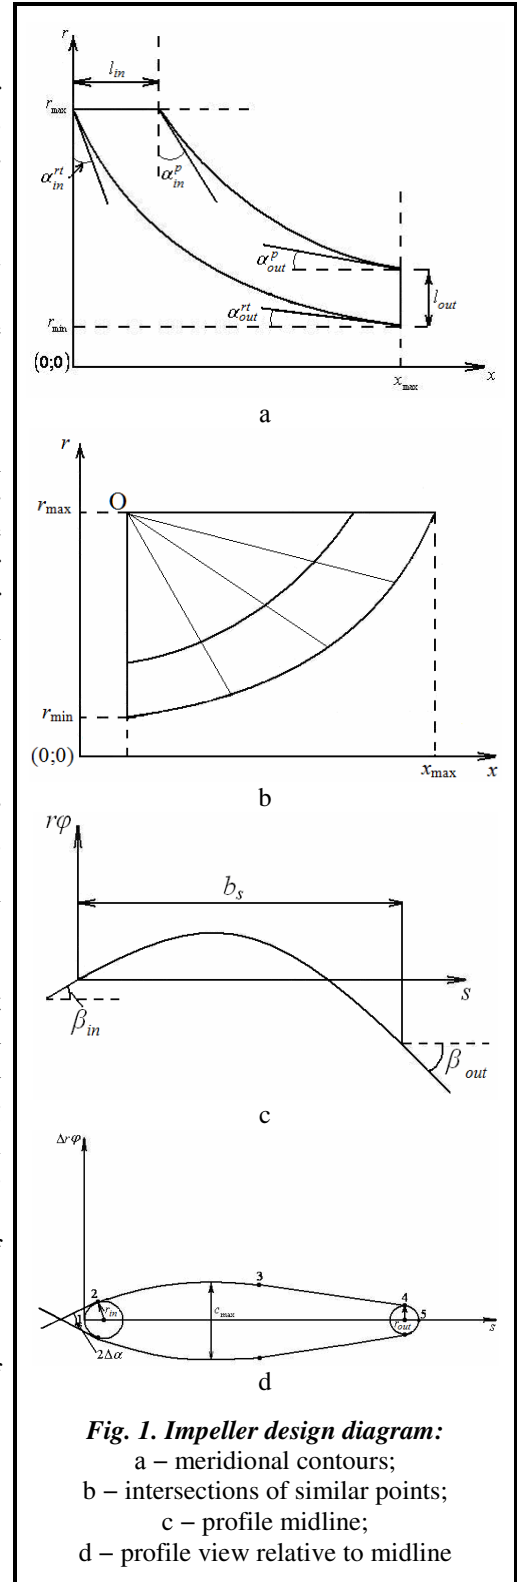 r
l_in
r_max
α_in^rt
α_in^p
α_out^p
α_out^rt
l_out
r_min
(0;0)
x_max
x
a
r
r_max
O
r_min
(0;0)
x_max
x
b
rφ
b_s
s
β_in
β_out
c
Δrφ
3
2
4
r_in
c_max
1
5
r_out
s
2Δα
d
Fig. 1. Impeller design diagram:
a – meridional contours;
b – intersections of similar points;
c – profile midline;
d – profile view relative to midline